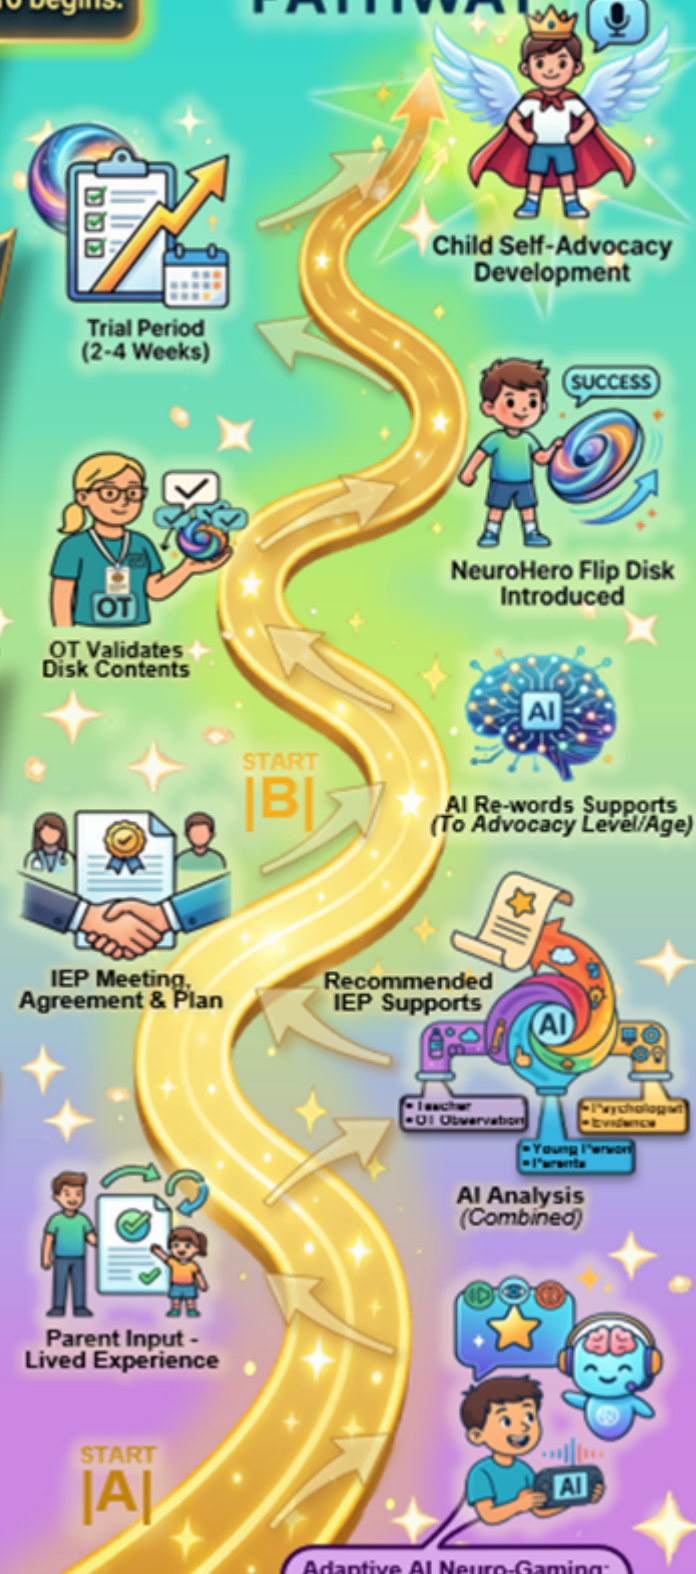 begins.
PATHWAY
Child Self-Advocacy
Development
Trial Period
(2-4 Weeks)
SUCCESS
NeuroHero Flip Disk
Introduced
OT
OT Validates
Disk Contents
AI
AI Re-words Supports
(To Advocacy Level/Age)
START
|B|
IEP Meeting,
Agreement & Plan
Recommended
IEP Supports
AI
• Teacher
• OT Observation
• Psychologist
• Evidence
• Young Person
• Parents
AI Analysis
(Combined)
Parent Input -
Lived Experience
START
|A|
AI
Adaptive AI Neuro-Gaming: